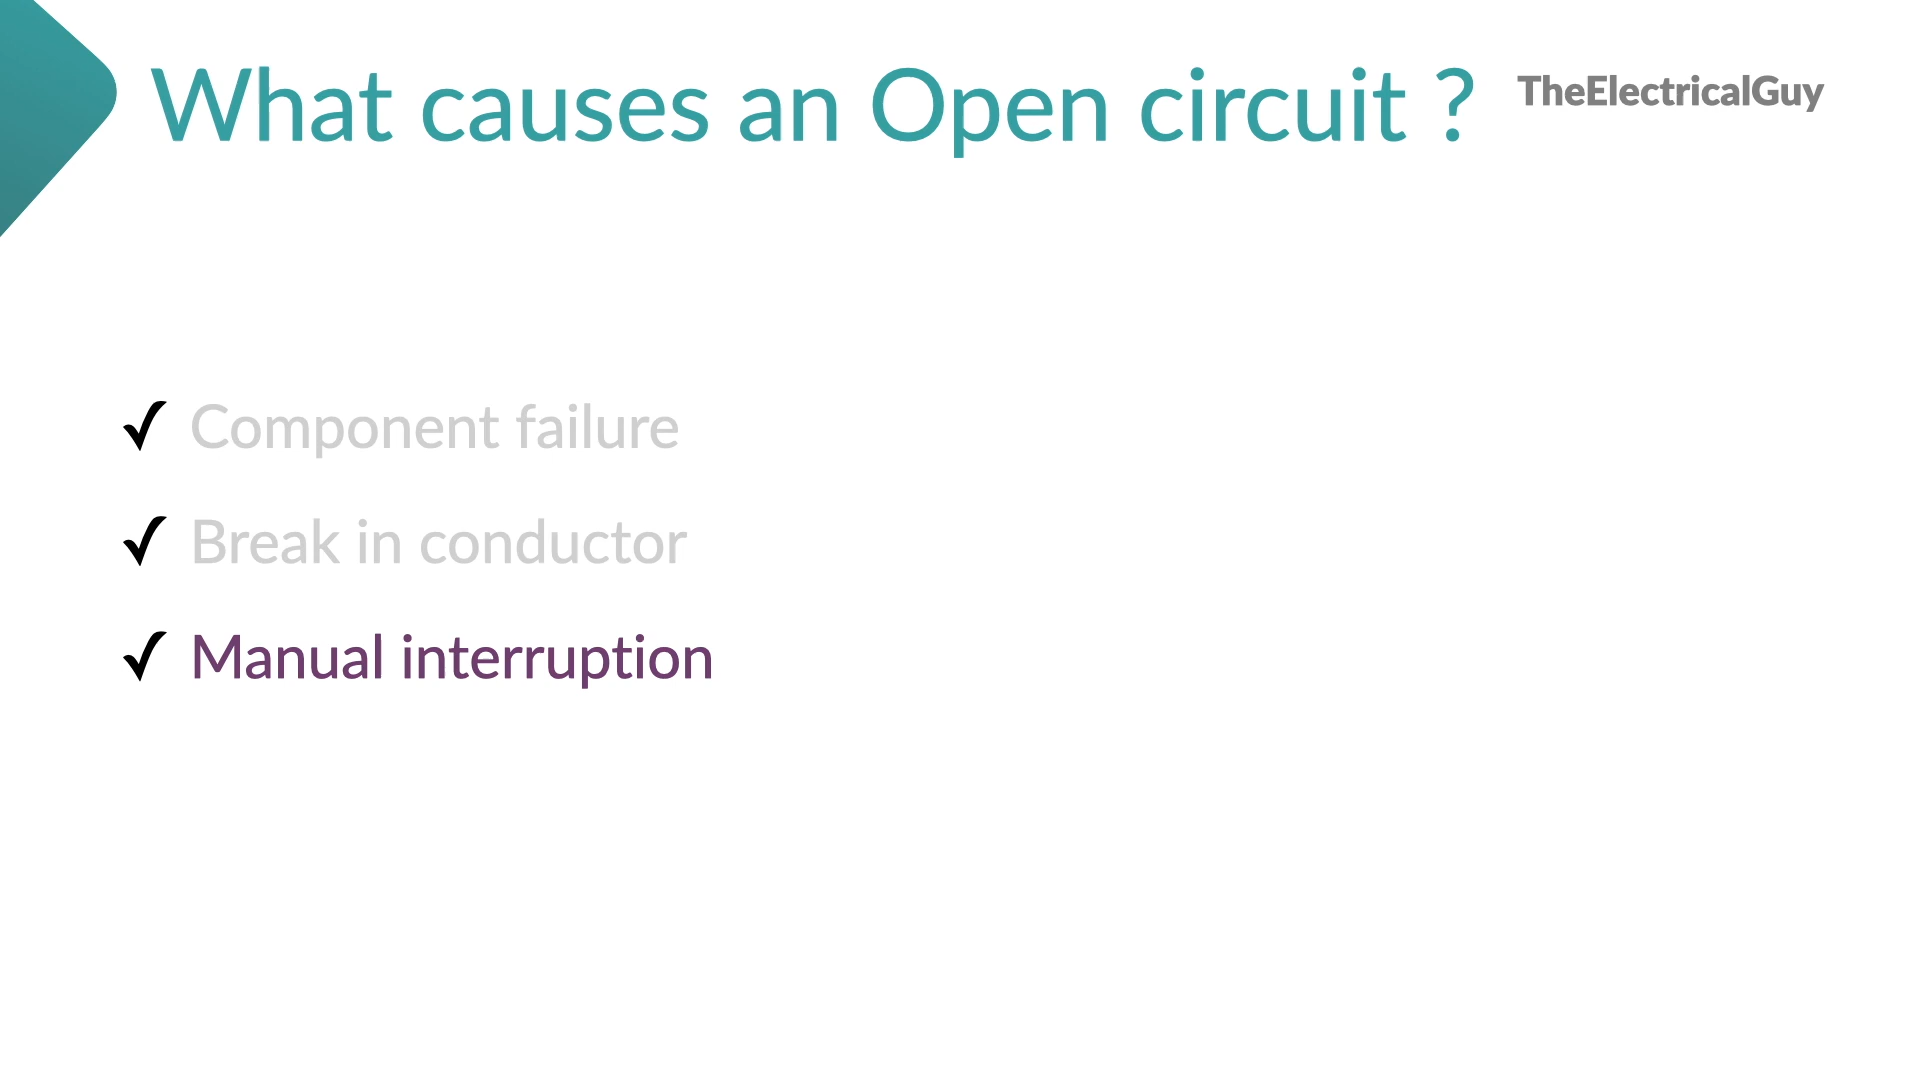 What causes an Open circuit ?
TheElectricalGuy
✓ Component failure
✓ Break in conductor
✓ Manual interruption